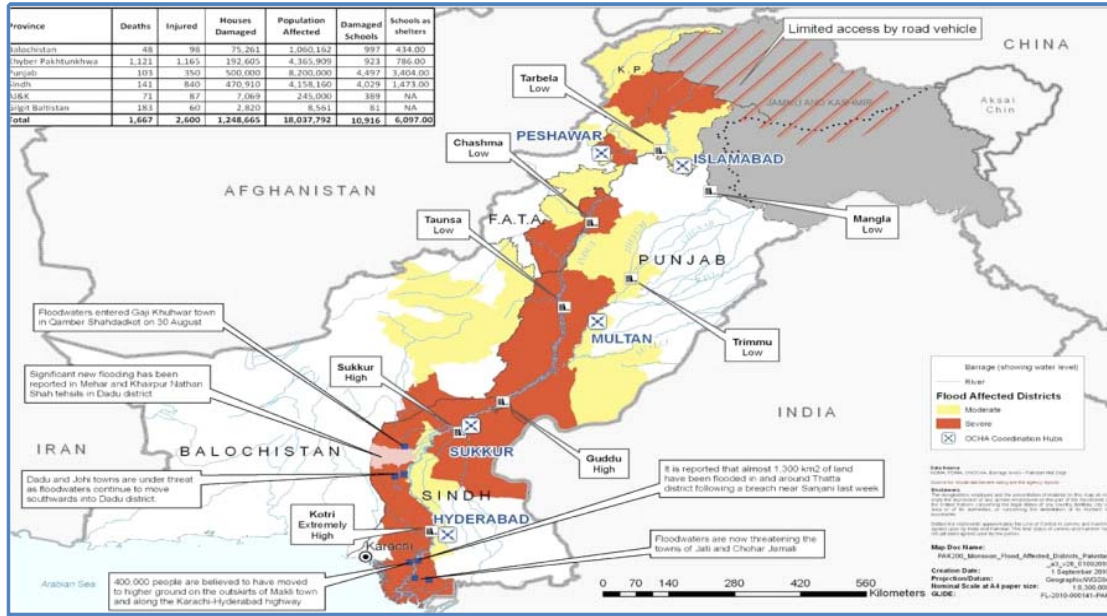 Province Deaths Injured Houses Damaged Population Affected Damaged Schools Schools as shelters
Balochistan 48 98 75,261 1,060,162 997 434.00
Khyber Pakhtunkhwa 1,121 1,165 192,605 4,365,909 923 786.00
Punjab 103 350 500,000 8,200,000 4,497 3,404.00
Sindh 141 840 470,910 4,158,160 4,029 1,473.00
AJ&K 71 87 7,069 245,000 389 NA
Gilgit Baltistan 183 60 2,820 8,561 81 NA
Total 1,667 2,600 1,248,665 18,037,792 10,916 6,097.00
Limited access by road vehicle
CHINA
K.P.
Tarbela
Low
JAMMU AND KASHMIR
Aksai
Chin
PESHAWAR
ISLAMABAD
Chashma
Low
AFGHANISTAN
Mangla
Low
Taunsa
Low
F.A.T.A.
PUNJAB
Floodwaters entered Gaji Khuhwar town
in Qamber Shahdadkot on 30 August
MULTAN
Trimmu
Low
Sukkur
High
Significant new flooding has been
reported in Mehar and Khairpur Nathan
Shah tehsils in Dadu district
INDIA
IRAN
BALOCHISTAN
SUKKUR
Guddu
High
Dadu and Johi towns are under threat
as floodwaters continue to move
southwards into Dadu district.
SINDH
It is reported that almost 1,300 km2 of land
have been flooded in and around Thatta
district following a breach near Sanjani last week
Kotri
Extremely
High
HYDERABAD
Karachi
Floodwaters are now threatening the
towns of Jati and Chohar Jamali
Arabian Sea
400,000 people are believed to have moved
to higher ground on the outskirts of Makli town
and along the Karachi-Hyderabad highway
0 70 140 280 420 560
Kilometers
Barrage (showing water level)
River
Flood Affected Districts
Moderate
Severe
OCHA Coordination Hubs
Map Doc Name:
Creation Date:
Projection/Datum:
Nominal Scale at A4 paper size:
GLIDE: